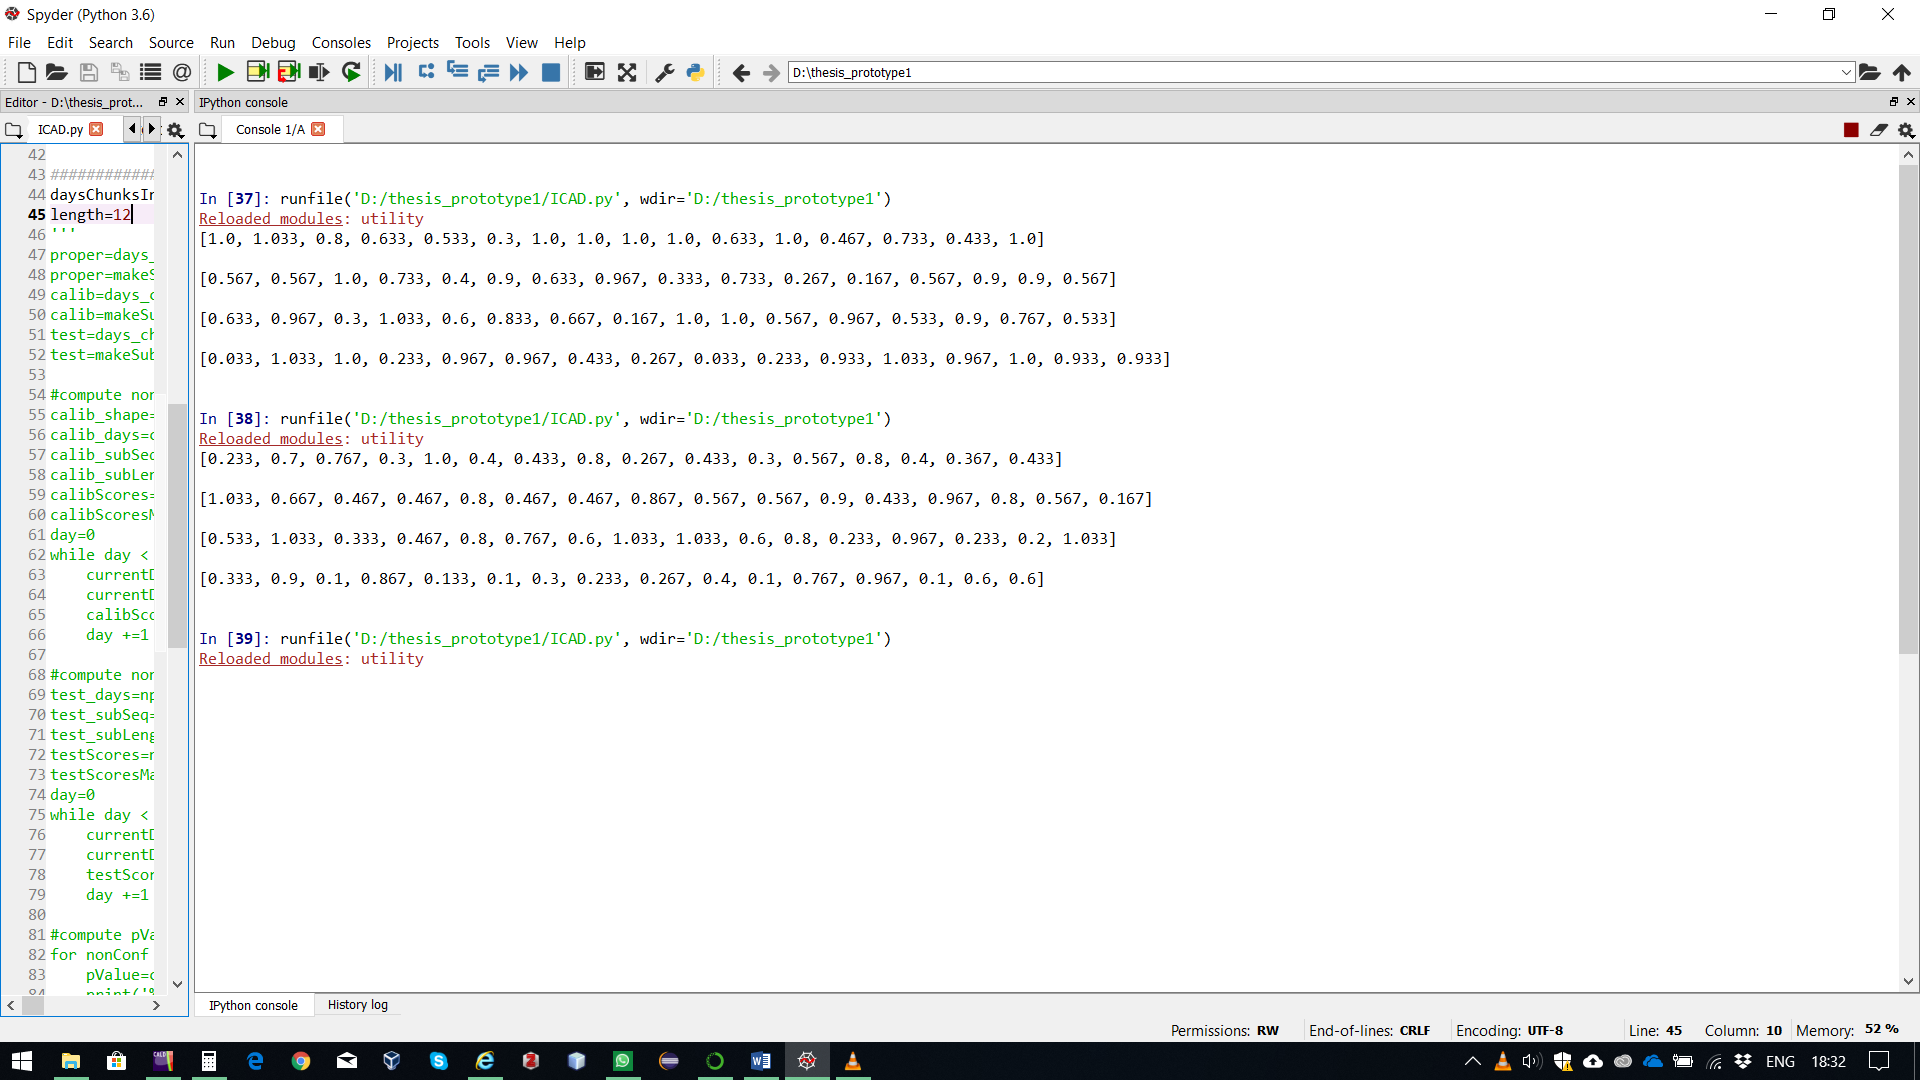 Spyder (Python 3.6)
File Edit Search Source Run Debug Consoles Projects Tools View Help
D:\thesis_prototype1
Editor - D:\thesis_prot...
IPython console
ICAD.py
Console 1/A
42
43 ############
44 daysChunksIn
45 length=12
46 '''
47 proper=days_
48 proper=makeS
49 calib=days_c
50 calib=makeSu
51 test=days_ch
52 test=makeSub
53
54 #compute nor
55 calib_shape=
56 calib_days=c
57 calib_subSec
58 calib_subLer
59 calibScores=
60 calibScoresM
61 day=0
62 while day <
63 currentD
64 currentD
65 calibSco
66 day +=1
67
68 #compute nor
69 test_days=np
70 test_subSeq=
71 test_subLeng
72 testScores=r
73 testScoresMa
74 day=0
75 while day <
76 currentD
77 currentD
78 testScor
79 day +=1
80
81 #compute pVa
82 for nonConf
83 pValue=c
84 print('%
In [37]: runfile('D:/thesis_prototype1/ICAD.py', wdir='D:/thesis_prototype1')
Reloaded modules: utility
[1.0, 1.033, 0.8, 0.633, 0.533, 0.3, 1.0, 1.0, 1.0, 1.0, 0.633, 1.0, 0.467, 0.733, 0.433, 1.0]
[0.567, 0.567, 1.0, 0.733, 0.4, 0.9, 0.633, 0.967, 0.333, 0.733, 0.267, 0.167, 0.567, 0.9, 0.9, 0.567]
[0.633, 0.967, 0.3, 1.033, 0.6, 0.833, 0.667, 0.167, 1.0, 1.0, 0.567, 0.967, 0.533, 0.9, 0.767, 0.533]
[0.033, 1.033, 1.0, 0.233, 0.967, 0.967, 0.433, 0.267, 0.033, 0.233, 0.933, 1.033, 0.967, 1.0, 0.933, 0.933]
In [38]: runfile('D:/thesis_prototype1/ICAD.py', wdir='D:/thesis_prototype1')
Reloaded modules: utility
[0.233, 0.7, 0.767, 0.3, 1.0, 0.4, 0.433, 0.8, 0.267, 0.433, 0.3, 0.567, 0.8, 0.4, 0.367, 0.433]
[1.033, 0.667, 0.467, 0.467, 0.8, 0.467, 0.467, 0.867, 0.567, 0.567, 0.9, 0.433, 0.967, 0.8, 0.567, 0.167]
[0.533, 1.033, 0.333, 0.467, 0.8, 0.767, 0.6, 1.033, 1.033, 0.6, 0.8, 0.233, 0.967, 0.233, 0.2, 1.033]
[0.333, 0.9, 0.1, 0.867, 0.133, 0.1, 0.3, 0.233, 0.267, 0.4, 0.1, 0.767, 0.967, 0.1, 0.6, 0.6]
In [39]: runfile('D:/thesis_prototype1/ICAD.py', wdir='D:/thesis_prototype1')
Reloaded modules: utility
IPython console
History log
Permissions: RW End-of-lines: CRLF Encoding: UTF-8 Line: 45 Column: 10 Memory: 52 %
ENG 18:32